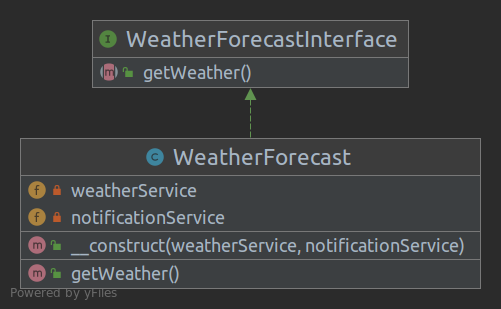 WeatherForecastInterface
getWeather()
WeatherForecast
weatherService
notificationService
__construct(weatherService, notificationService)
getWeather()
Powered by yFiles